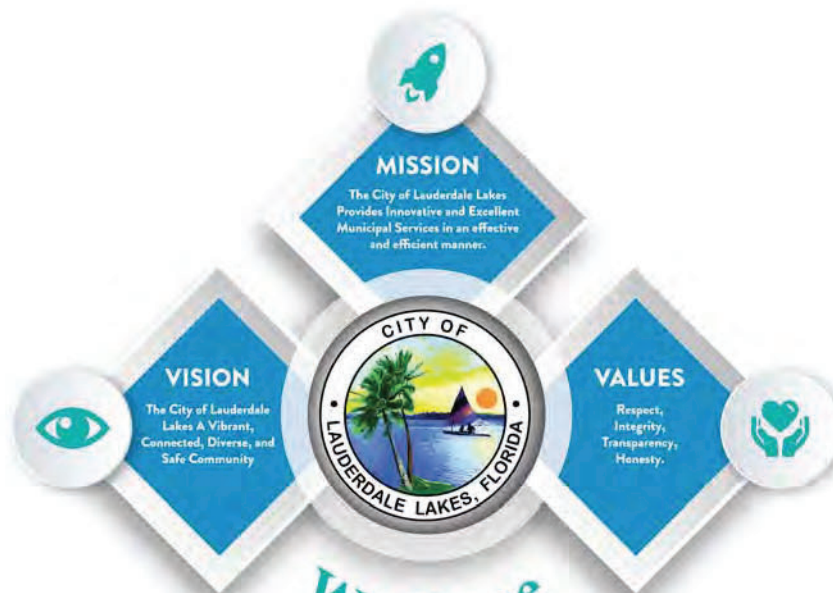 MISSION
The City of Lauderdale Lakes
Provides Innovative and Excellent
Municipal Services in an effective
and efficient manner.
VISION
The City of Lauderdale
Lakes A Vibrant,
Connected, Diverse, and
Safe Community
CITY OF
LAUDERDALE LAKES, FLORIDA
VALUES
Respect,
Integrity,
Transparency,
Honesty.